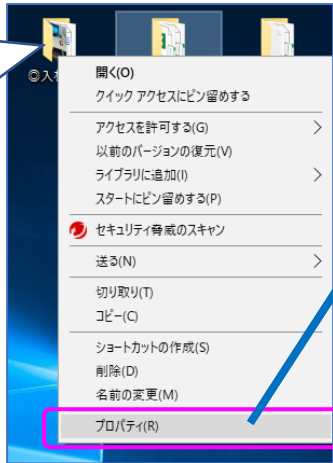 ◎入
開く(O)
クイック アクセスにピン留めする
アクセスを許可する(G)
以前のバージョンの復元(V)
ライブラリに追加(I)
スタートにピン留めする(P)
セキュリティ脅威のスキャン
送る(N)
切り取り(T)
コピー(C)
ショートカットの作成(S)
削除(D)
名前の変更(M)
プロパティ(R)